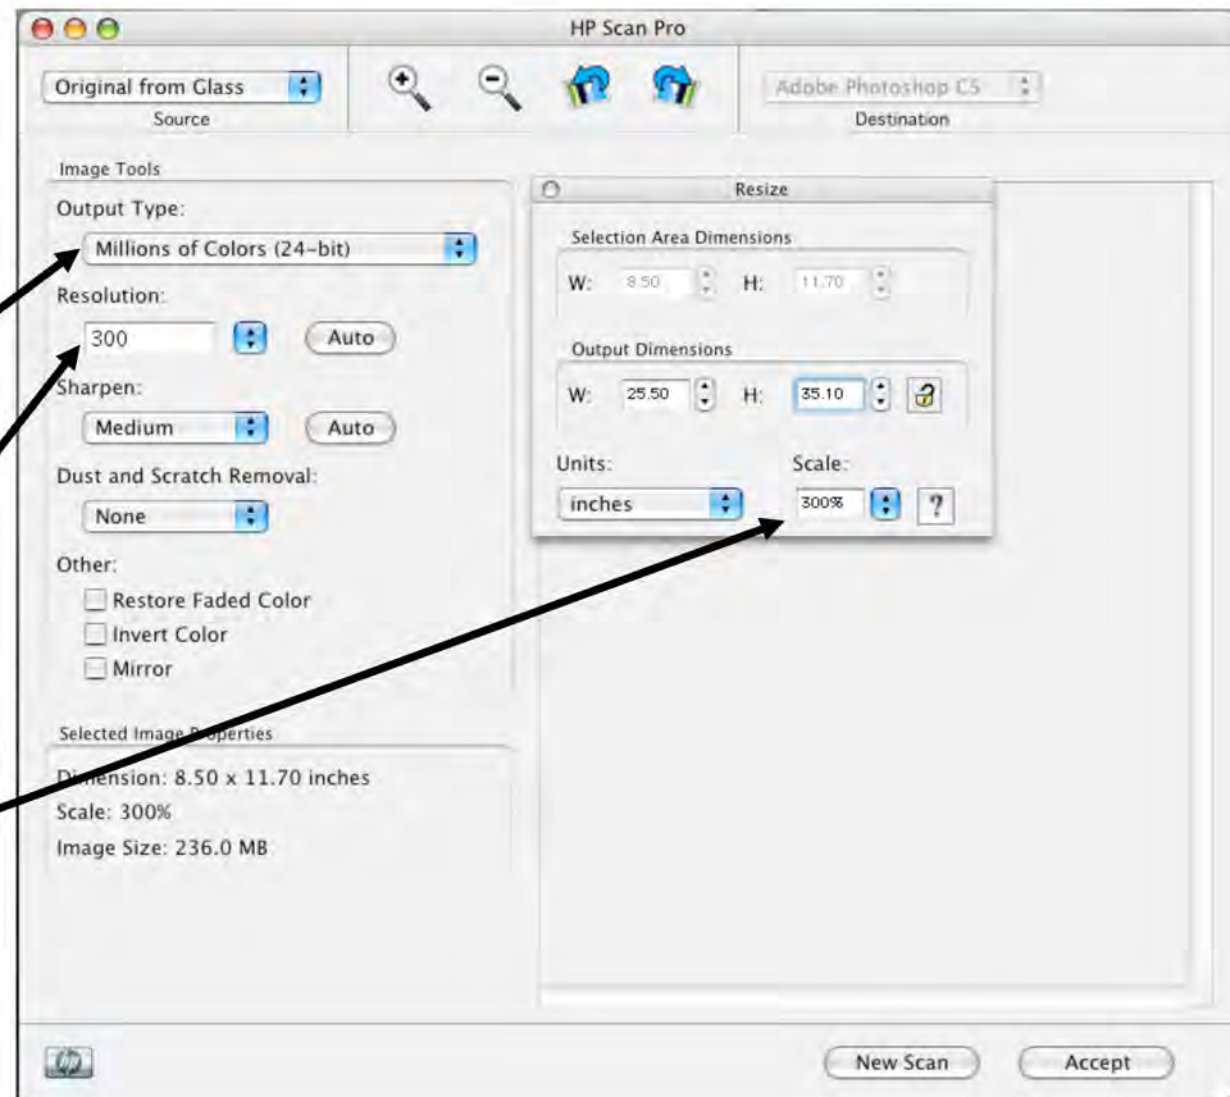 HP Scan Pro
Original from Glass
Source
Adobe Photoshop CS
Destination
Image Tools
Output Type:
Millions of Colors (24-bit)
Resolution:
300
Auto
Sharpen:
Medium
Auto
Dust and Scratch Removal:
None
Other:
Restore Faded Color
Invert Color
Mirror
Selected Image Properties
Dimension: 8.50 x 11.70 inches
Scale: 300%
Image Size: 236.0 MB
Resize
Selection Area Dimensions
W: 8.50 H: 11.70
Output Dimensions
W: 25.50 H: 35.10
Units: Scale:
inches 300% ?
hp
New Scan
Accept